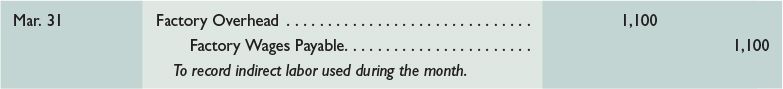 Mar. 31 Factory Overhead . . . . . . . . . . . . . . . . . . . . . . . . . . . . . . 1,100
Factory Wages Payable. . . . . . . . . . . . . . . . . . . . . . . 1,100
To record indirect labor used during the month.